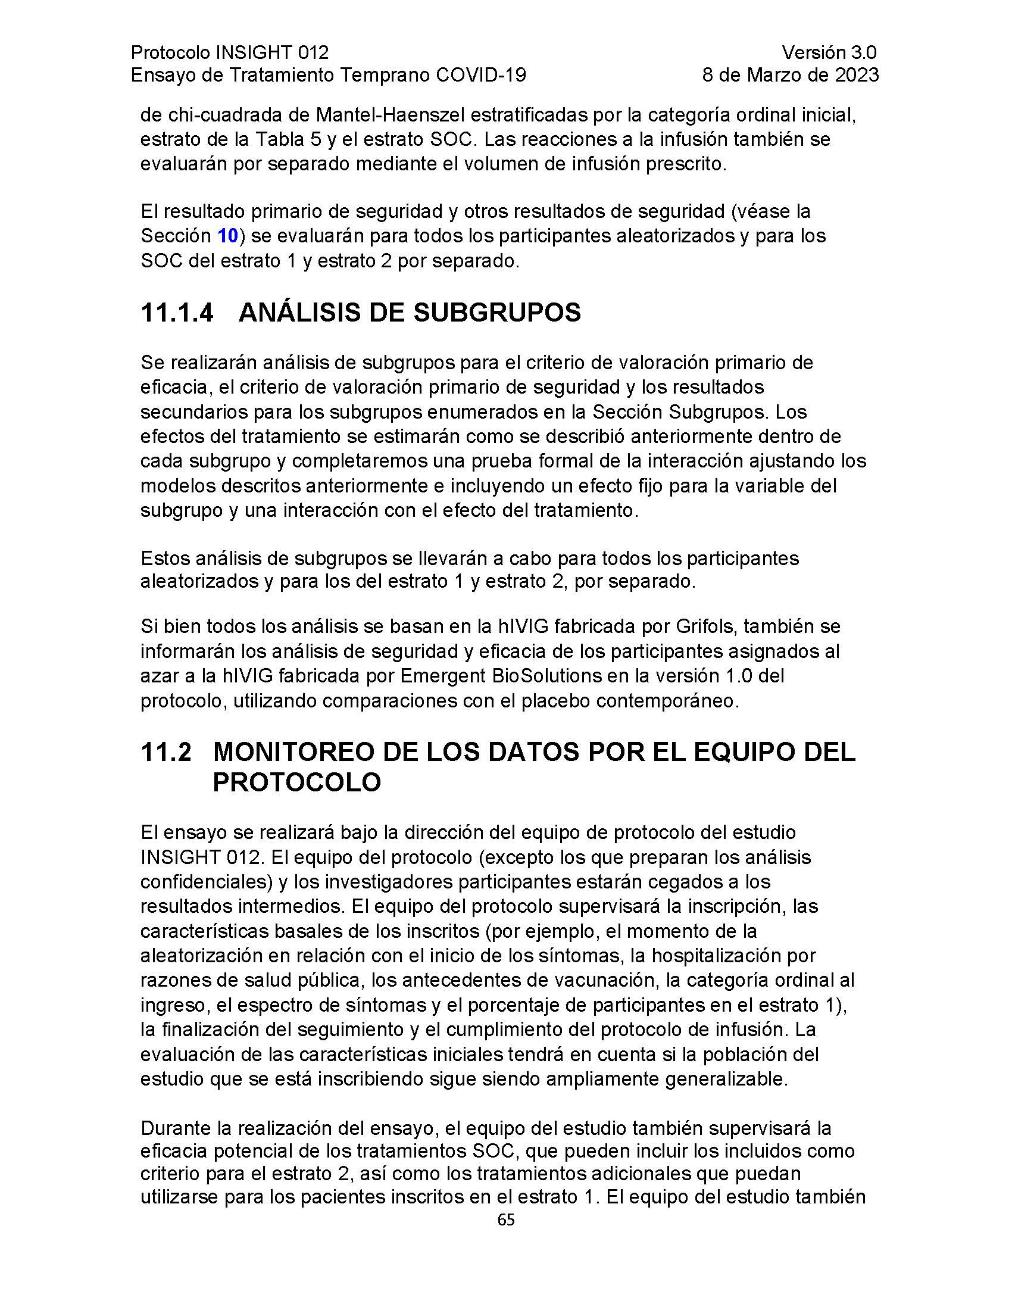 Protocolo INSIGHT 012 Versión 3.0
Ensayo de Tratamiento Temprano COVID-19 8 de Marzo de 2023
de chi-cuadrada de Mantel-Haenszel estratificadas por la categoría ordinal inicial,
estrato de la Tabla 5 y el estrato SOC. Las reacciones a la infusión también se
evaluarán por separado mediante el volumen de infusión prescrito.
El resultado primario de seguridad y otros resultados de seguridad (véase la
Sección 10) se evaluarán para todos los participantes aleatorizados y para los
SOC del estrato 1 y estrato 2 por separado.
11.1.4 ANÁLISIS DE SUBGRUPOS
Se realizarán análisis de subgrupos para el criterio de valoración primario de
eficacia, el criterio de valoración primario de seguridad y los resultados
secundarios para los subgrupos enumerados en la Sección Subgrupos. Los
efectos del tratamiento se estimarán como se describió anteriormente dentro de
cada subgrupo y completaremos una prueba formal de la interacción ajustando los
modelos descritos anteriormente e incluyendo un efecto fijo para la variable del
subgrupo y una interacción con el efecto del tratamiento.
Estos análisis de subgrupos se llevarán a cabo para todos los participantes
aleatorizados y para los del estrato 1 y estrato 2, por separado.
Si bien todos los análisis se basan en la hIVIG fabricada por Grifols, también se
informarán los análisis de seguridad y eficacia de los participantes asignados al
azar a la hIVIG fabricada por Emergent BioSolutions en la versión 1.0 del
protocolo, utilizando comparaciones con el placebo contemporáneo.
11.2 MONITOREO DE LOS DATOS POR EL EQUIPO DEL
PROTOCOLO
El ensayo se realizará bajo la dirección del equipo de protocolo del estudio
INSIGHT 012. El equipo del protocolo (excepto los que preparan los análisis
confidenciales) y los investigadores participantes estarán cegados a los
resultados intermedios. El equipo del protocolo supervisará la inscripción, las
características basales de los inscritos (por ejemplo, el momento de la
aleatorización en relación con el inicio de los síntomas, la hospitalización por
razones de salud pública, los antecedentes de vacunación, la categoría ordinal al
ingreso, el espectro de síntomas y el porcentaje de participantes en el estrato 1),
la finalización del seguimiento y el cumplimiento del protocolo de infusión. La
evaluación de las características iniciales tendrá en cuenta si la población del
estudio que se está inscribiendo sigue siendo ampliamente generalizable.
Durante la realización del ensayo, el equipo del estudio también supervisará la
eficacia potencial de los tratamientos SOC, que pueden incluir los incluidos como
criterio para el estrato 2, así como los tratamientos adicionales que puedan
utilizarse para los pacientes inscritos en el estrato 1. El equipo del estudio también
65